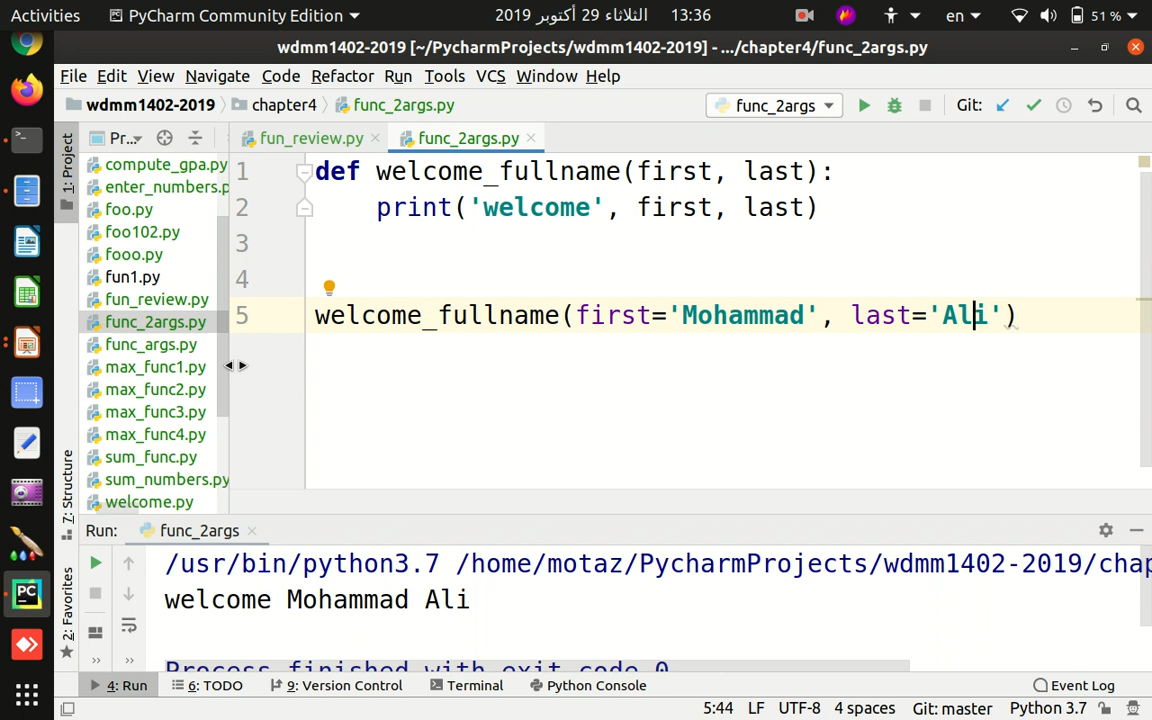 Activities PyCharm Community Edition 2019 الثلاثاء 29 أكتوبر 13:36 en 51 %
wdmm1402-2019 [~/PycharmProjects/wdmm1402-2019] - .../chapter4/func_2args.py
File Edit View Navigate Code Refactor Run Tools VCS Window Help
wdmm1402-2019 chapter4 func_2args.py func_2args Git:
1: Project
Pr...
fun_review.py func_2args.py
compute_gpa.py
enter_numbers.p
foo.py
foo102.py
fooo.py
fun1.py
fun_review.py
func_2args.py
func_args.py
max_func1.py
max_func2.py
max_func3.py
max_func4.py
sum_func.py
sum_numbers.py
welcome.py
1 def welcome_fullname(first, last):
2 print('welcome', first, last)
3
4
5 welcome_fullname(first='Mohammad', last='Ali')
7: Structure
2: Favorites
Run: func_2args
/usr/bin/python3.7 /home/motaz/PycharmProjects/wdmm1402-2019/chap
welcome Mohammad Ali
Process finished with exit code 0
4: Run 6: TODO 9: Version Control Terminal Python Console Event Log
5:44 LF UTF-8 4 spaces Git: master Python 3.7
PC